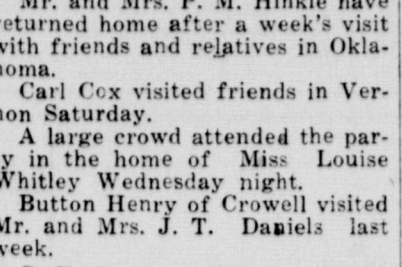 Mr. and Mrs. P. M. Hinkle have
returned home after a week's visit
with friends and relatives in Okla-
homa.
Carl Cox visited friends in Ver-
non Saturday.
A large crowd attended the par-
ty in the home of Miss Louise
Whitley Wednesday night.
Button Henry of Crowell visited
Mr. and Mrs. J. T. Daniels last
week.